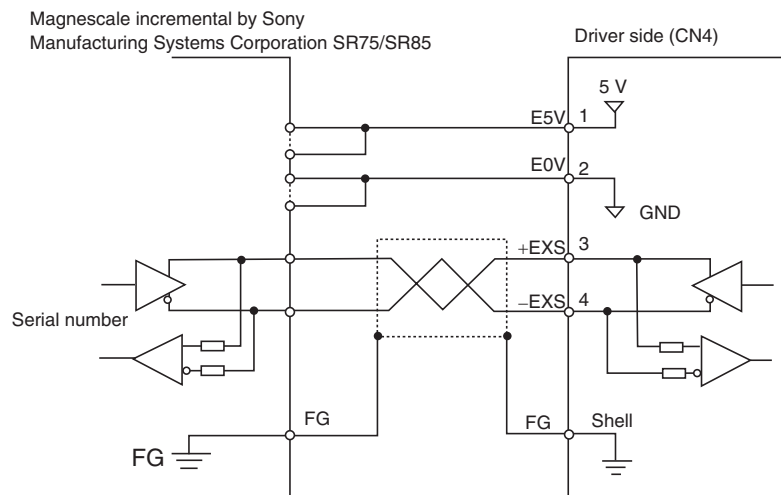 Magnescale incremental by Sony
Manufacturing Systems Corporation SR75/SR85
Driver side (CN4)
5 V
E5V 1
E0V 2
GND
+EXS 3
−EXS 4
Serial number
FG
FG
FG
Shell